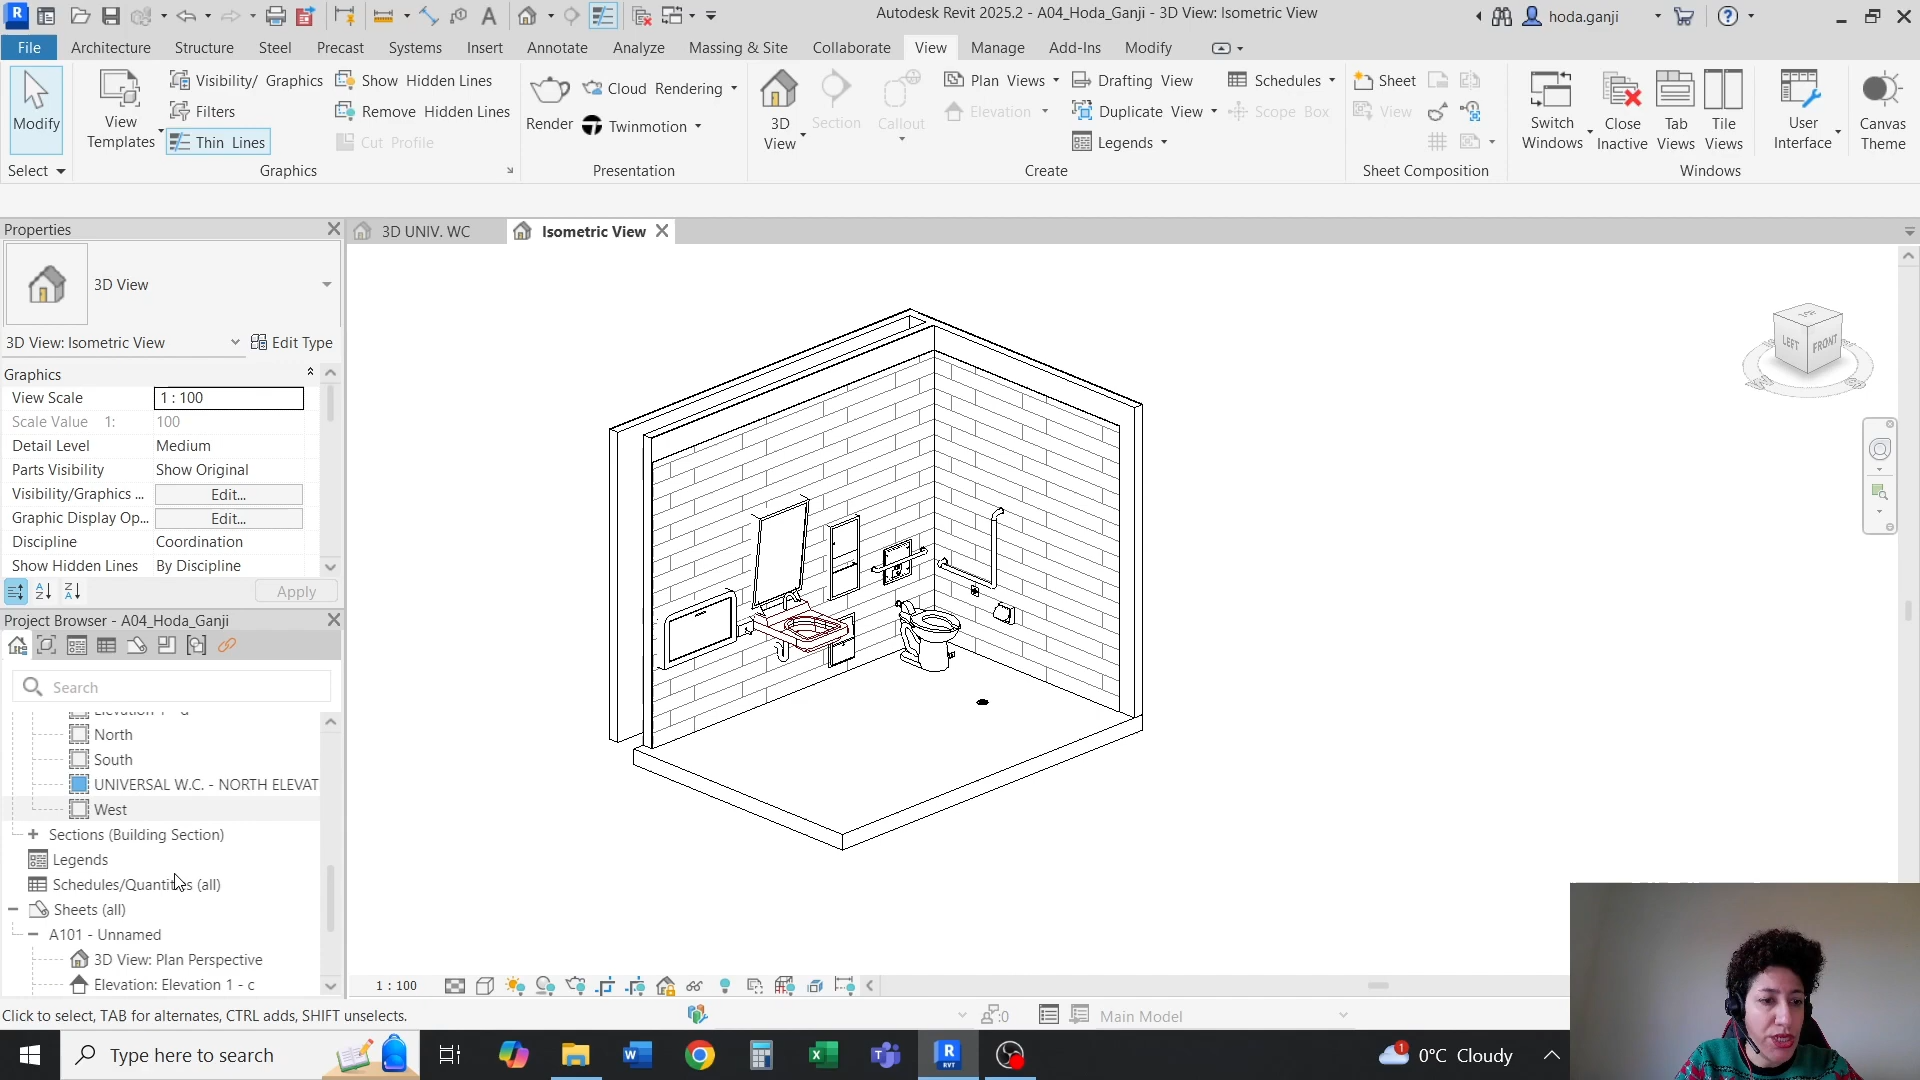 Autodesk Revit 2025.2 - A04_Hoda_Ganji - 3D View: Isometric View
hoda.ganji
File Architecture Structure Steel Precast Systems Insert Annotate Analyze Massing & Site Collaborate View Manage Add-Ins Modify
Modify
View Templates
Visibility/ Graphics
Filters
Thin Lines
Show Hidden Lines
Remove Hidden Lines
Cut Profile
Render
Cloud Rendering
Twinmotion
3D View
Section
Callout
Plan Views
Elevation
Drafting View
Duplicate View
Legends
Schedules
Scope Box
Sheet
View
Switch Windows
Close Inactive
Tab Views
Tile Views
User Interface
Canvas Theme
Select Graphics Presentation Create Sheet Composition Windows
Properties
3D UNIV. WC
Isometric View
3D View
3D View: Isometric View Edit Type
Graphics
View Scale 1 : 100
Scale Value 1: 100
Detail Level Medium
Parts Visibility Show Original
Visibility/Graphics ... Edit...
Graphic Display Op... Edit...
Discipline Coordination
Show Hidden Lines By Discipline
Apply
Project Browser - A04_Hoda_Ganji
Search
North
South
UNIVERSAL W.C. - NORTH ELEVAT
West
Sections (Building Section)
Legends
Schedules/Quantities (all)
Sheets (all)
A101 - Unnamed
3D View: Plan Perspective
Elevation: Elevation 1 - c
LEFT FRONT
1 : 100
Click to select, TAB for alternates, CTRL adds, SHIFT unselects.
:0
Main Model
Type here to search
1
0°C Cloudy